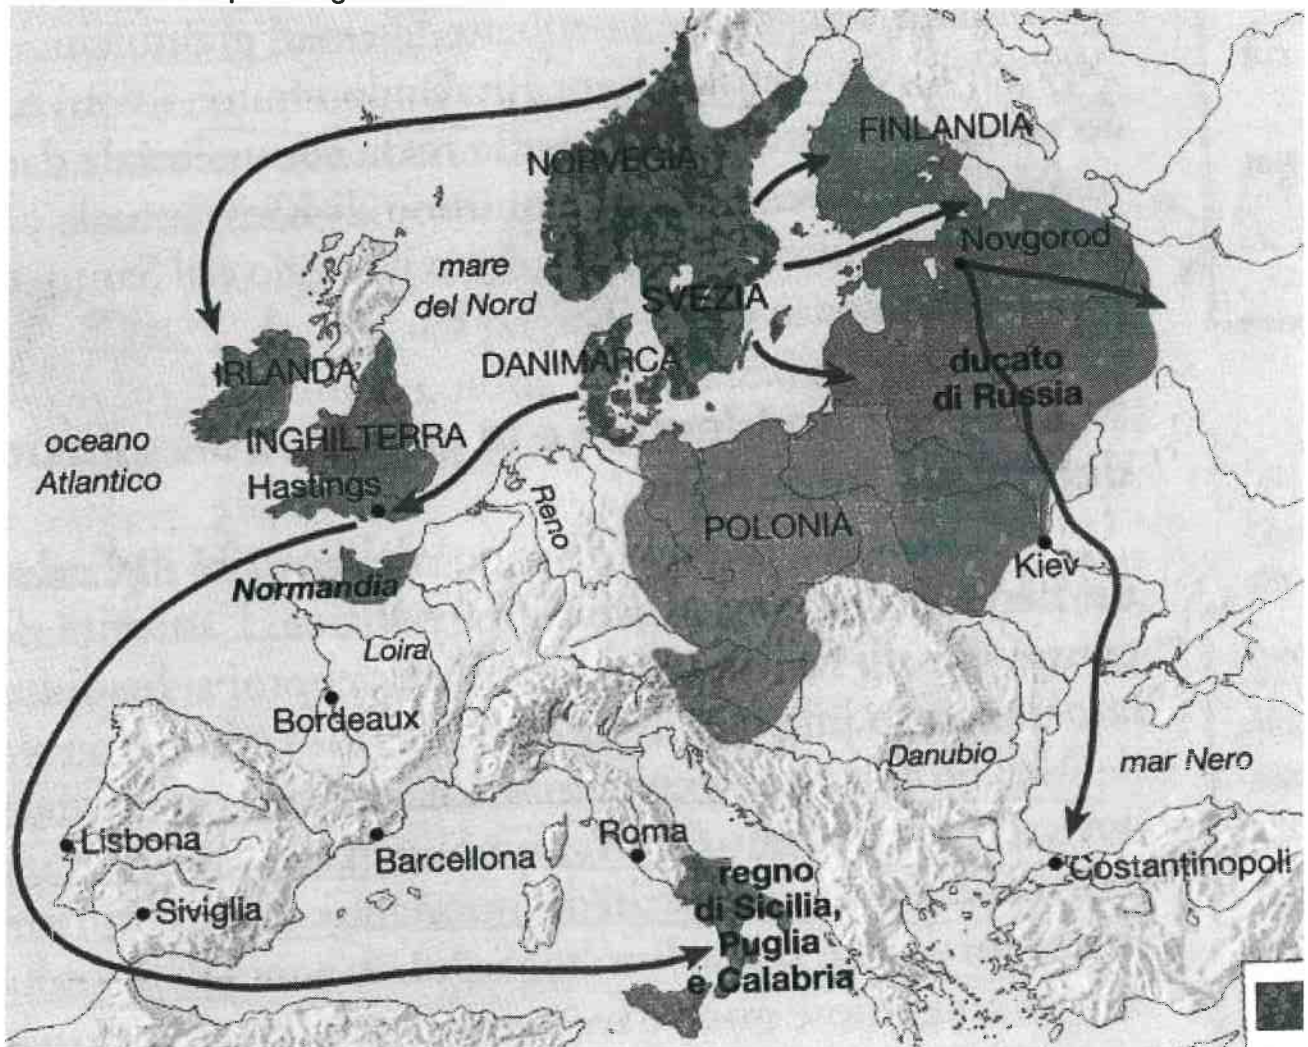 FINLANDIA
NORVEGIA
Novgorod
mare
del Nord
SVEZIA
DANIMARCA
IRLANDA
ducato
di Russia
INGHILTERRA
oceano
Atlantico
Hastings
Reno
POLONIA
Kiev
Normandia
Loira
Bordeaux
Danubio
mar Nero
Lisbona
Barcellona
Roma
Costantinopoli
Siviglia
regno
di Sicilia,
Puglia
e Calabria